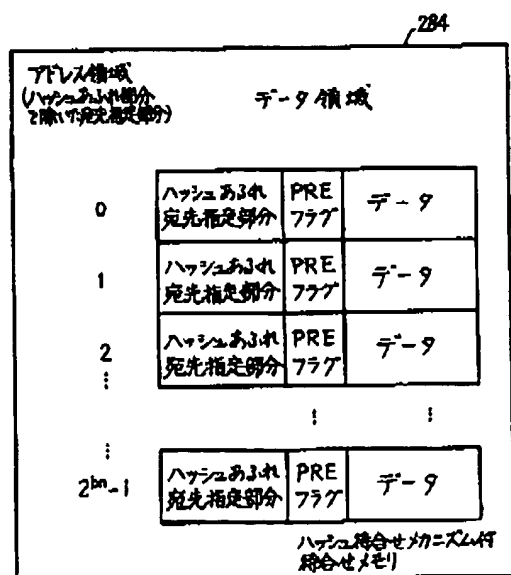 284
アドレス領域
(ハッシュあふれ部分
を除いた宛先指定部分)
データ領域
0
ハッシュあふれ
宛先指定部分
PRE
フラグ
データ
1
ハッシュあふれ
宛先指定部分
PRE
フラグ
データ
2
ハッシュあふれ
宛先指定部分
PRE
フラグ
データ
2^bn-1
ハッシュあふれ
宛先指定部分
PRE
フラグ
データ
ハッシュ待合せメカニズム付
待合せメモリ